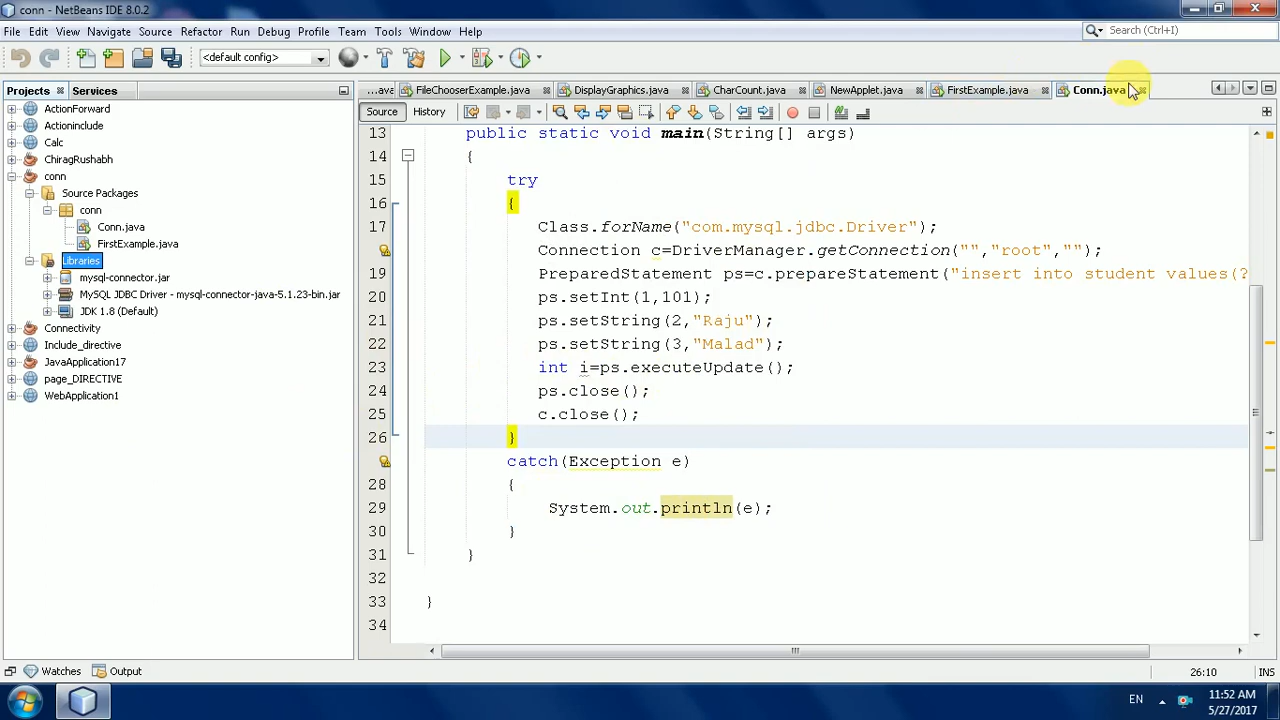 conn - NetBeans IDE 8.0.2
File Edit View Navigate Source Refactor Run Debug Profile Team Tools Window Help
Search (Ctrl+I)
<default config>
Projects Services
...ava FileChooserExample.java DisplayGraphics.java CharCount.java NewApplet.java FirstExample.java Conn.java
Source History
ActionForward
Actioninclude
Calc
ChiragRushabh
conn
Source Packages
conn
Conn.java
FirstExample.java
Libraries
mysql-connector.jar
MySQL JDBC Driver - mysql-connector-java-5.1.23-bin.jar
JDK 1.8 (Default)
Connectivity
Include_directive
JavaApplication17
page_DIRECTIVE
WebApplication1
13 public static void main(String[] args)
14 {
15 try
16 {
17 Class.forName("com.mysql.jdbc.Driver");
Connection c=DriverManager.getConnection("","root","");
19 PreparedStatement ps=c.prepareStatement("insert into student values(?
20 ps.setInt(1,101);
21 ps.setString(2,"Raju");
22 ps.setString(3,"Malad");
23 int i=ps.executeUpdate();
24 ps.close();
25 c.close();
26 }
catch(Exception e)
28 {
29 System.out.println(e);
30 }
31 }
32
33 }
34
Watches Output
26:10 INS
EN
11:52 AM
5/27/2017